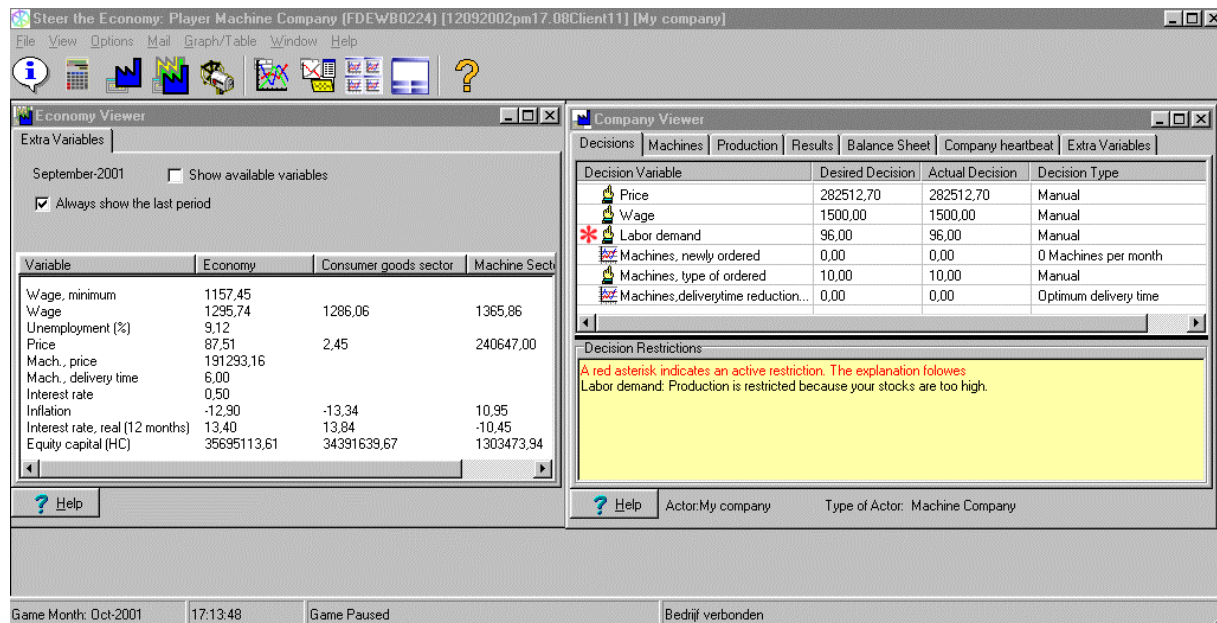 Steer the Economy: Player Machine Company (FDEWB0224) [12092002pm17.08Client11] [My company]
File View Options Mail Graph/Table Window Help
Economy Viewer
Extra Variables
September-2001 Show available variables
Always show the last period
Variable Economy Consumer goods sector Machine Secto
Wage, minimum 1157,45
Wage 1295,74 1286,06 1365,86
Unemployment (%) 9,12
Price 87,51 2,45 240647,00
Mach., price 191293,16
Mach., delivery time 6,00
Interest rate 0,50
Inflation -12,90 -13,34 10,95
Interest rate, real (12 months) 13,40 13,84 -10,45
Equity capital (HC) 35695113,61 34391639,67 1303473,94
? Help
Company Viewer
Decisions Machines Production Results Balance Sheet Company heartbeat Extra Variables
Decision Variable Desired Decision Actual Decision Decision Type
Price 282512,70 282512,70 Manual
Wage 1500,00 1500,00 Manual
* Labor demand 96,00 96,00 Manual
Machines, newly ordered 0,00 0,00 0 Machines per month
Machines, type of ordered 10,00 10,00 Manual
Machines,deliverytime reduction... 0,00 0,00 Optimum delivery time
Decision Restrictions
A red asterisk indicates an active restriction. The explanation folowes
Labor demand: Production is restricted because your stocks are too high.
? Help Actor:My company Type of Actor: Machine Company
Game Month: Oct-2001 17:13:48 Game Paused Bedrijf verbonden